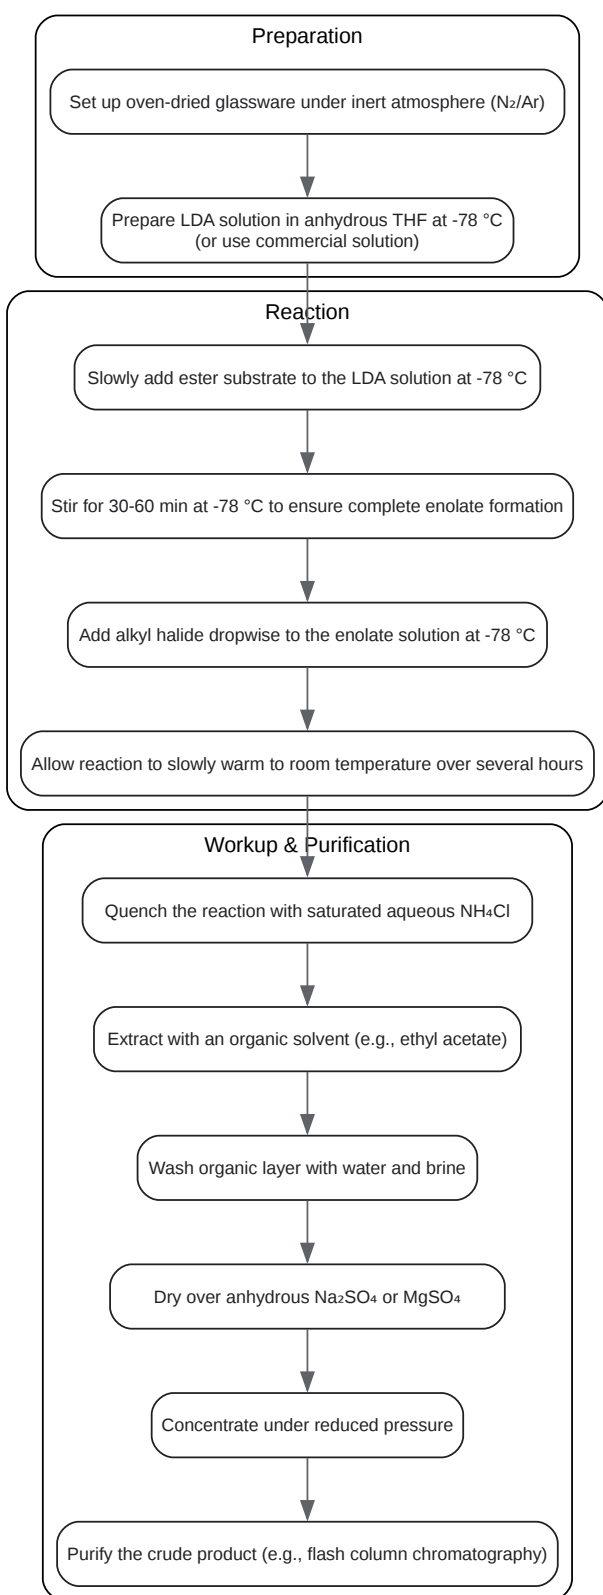 Preparation
Set up oven-dried glassware under inert atmosphere (N₂/Ar)
Prepare LDA solution in anhydrous THF at -78 °C
(or use commercial solution)
Reaction
Slowly add ester substrate to the LDA solution at -78 °C
Stir for 30-60 min at -78 °C to ensure complete enolate formation
Add alkyl halide dropwise to the enolate solution at -78 °C
Allow reaction to slowly warm to room temperature over several hours
Workup & Purification
Quench the reaction with saturated aqueous NH₄Cl
Extract with an organic solvent (e.g., ethyl acetate)
Wash organic layer with water and brine
Dry over anhydrous Na₂SO₄ or MgSO₄
Concentrate under reduced pressure
Purify the crude product (e.g., flash column chromatography)